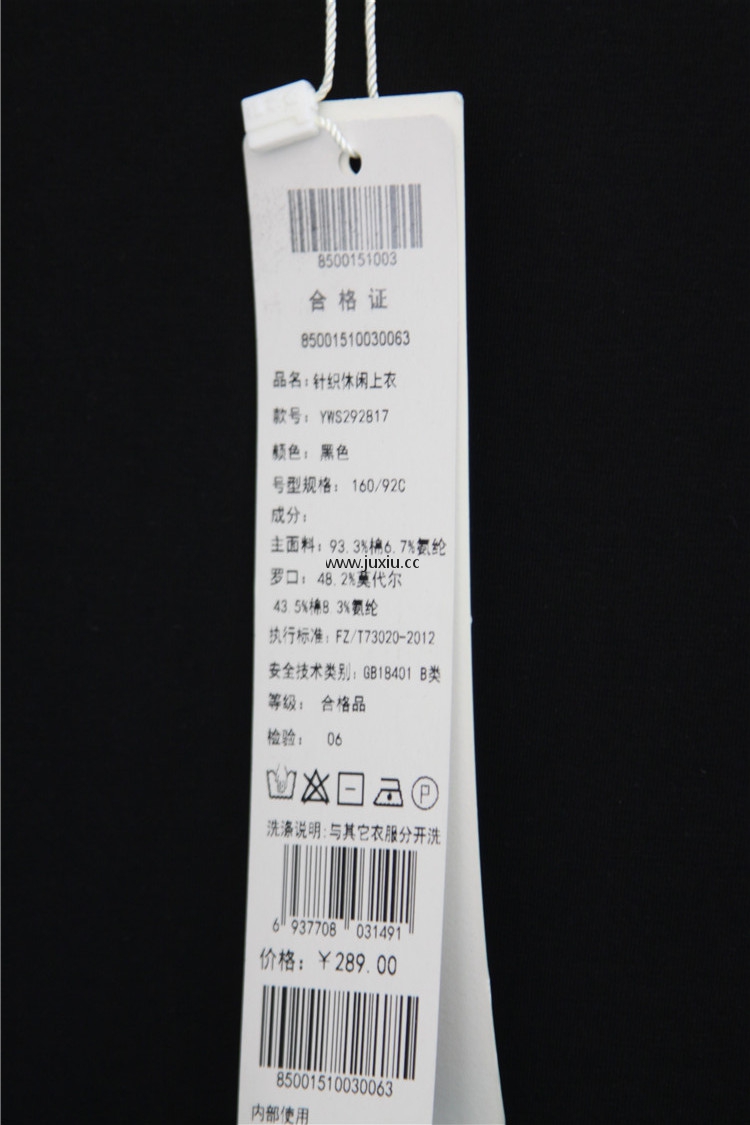 8500151003
合格证
85001510030063
品名：针织休闲上衣
款号：YWS292817
颜色：黑色
号型规格：160/92C
成分：
主面料：93.3%棉6.7%氨纶
www.juxiu.cc
罗口：48.2%莫代尔
43.5%棉8.3%氨纶
执行标准：FZ/T73020-2012
安全技术类别：GB18401 B类
等级：合格品
检验：06
P
洗涤说明:与其它衣服分开洗
6 937708 031491
价格：￥289.00
85001510030063
内部使用